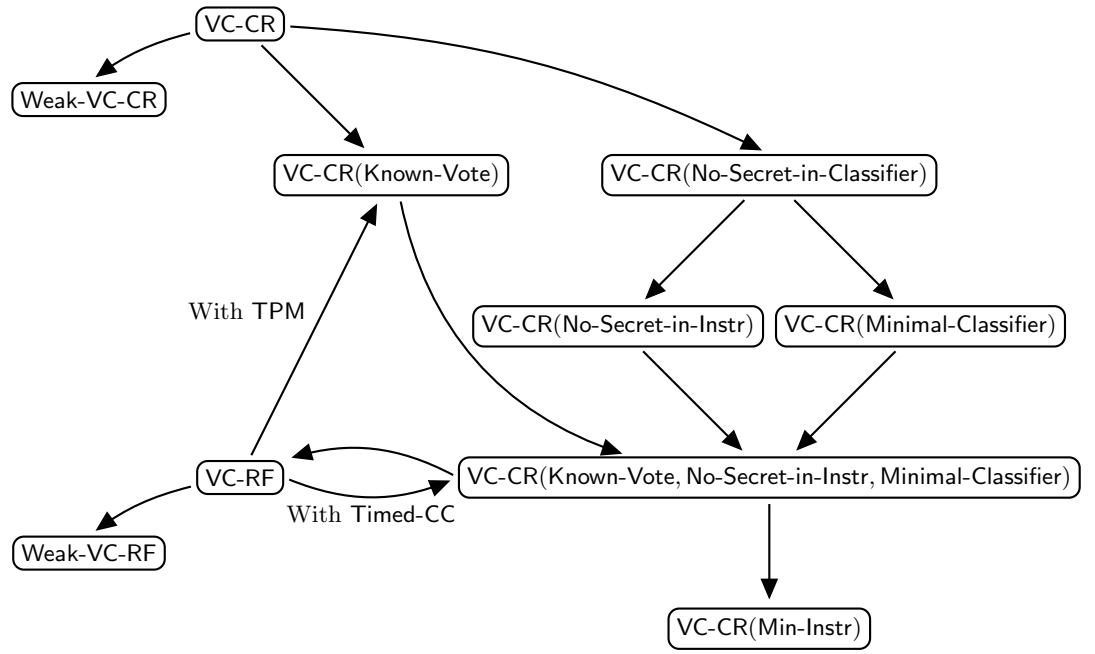 VC-CR
Weak-VC-CR
VC-CR(Known-Vote)
VC-CR(No-Secret-in-Classifier)
With TPM
VC-CR(No-Secret-in-Instr)
VC-CR(Minimal-Classifier)
VC-RF
VC-CR(Known-Vote, No-Secret-in-Instr, Minimal-Classifier)
With Timed-CC
Weak-VC-RF
VC-CR(Min-Instr)